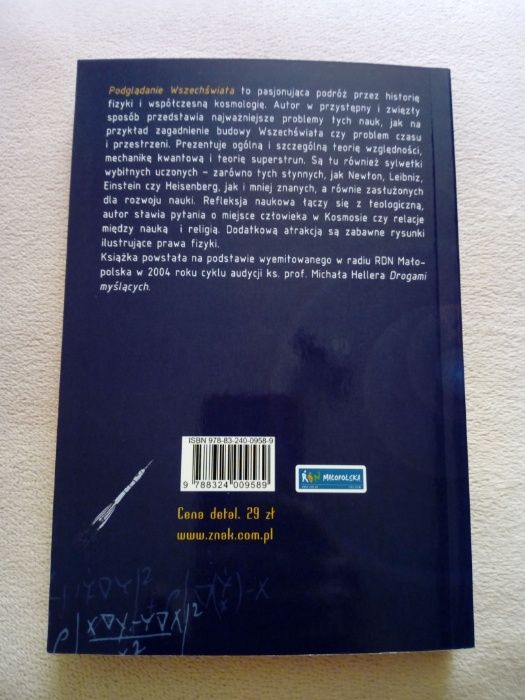 Podglądanie Wszechświata to pasjonująca podróż przez historię
fizyki i współczesną kosmologię. Autor w przystępny i zwięzły
sposób przedstawia najważniejsze problemy tych nauk, jak na
przykład zagadnienie budowy Wszechświata czy problem czasu
i przestrzeni. Prezentuje ogólną i szczególną teorię względności,
mechanikę kwantową i teorię superstrun. Są tu również sylwetki
wybitnych uczonych – zarówno tych słynnych, jak Newton, Leibniz,
Einstein czy Heisenberg, jak i mniej znanych, a równie zasłużonych
dla rozwoju nauki. Refleksja naukowa łączy się z teologiczną,
autor stawia pytania o miejsce człowieka w Kosmosie czy relacje
między nauką i religią. Dodatkową atrakcją są zabawne rysunki
ilustrujące prawa fizyki.
Książka powstała na podstawie wyemitowanego w radiu RDN Mało-
polska w 2004 roku cyklu audycji ks. prof. Michała Hellera Drogami
myślących.
ISBN 978-83-240-0958-9
9 788324 009589
RDN MAŁOPOLSKA
Cena detal. 29 zł
www.znak.com.pl